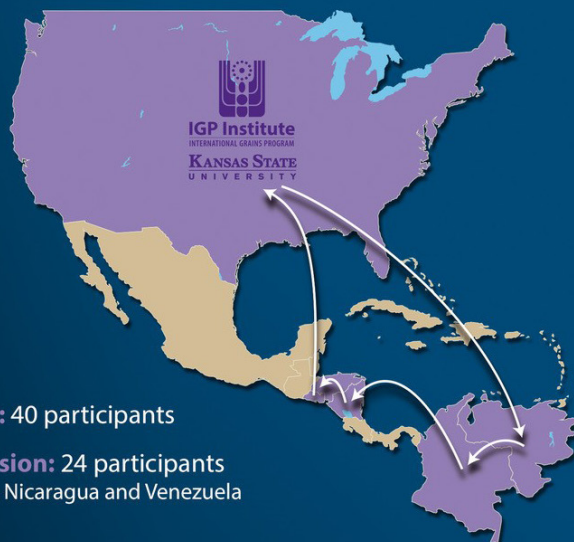 IGP Institute
INTERNATIONAL GRAINS PROGRAM
KANSAS STATE
UNIVERSITY
: 40 participants
sion: 24 participants
Nicaragua and Venezuela